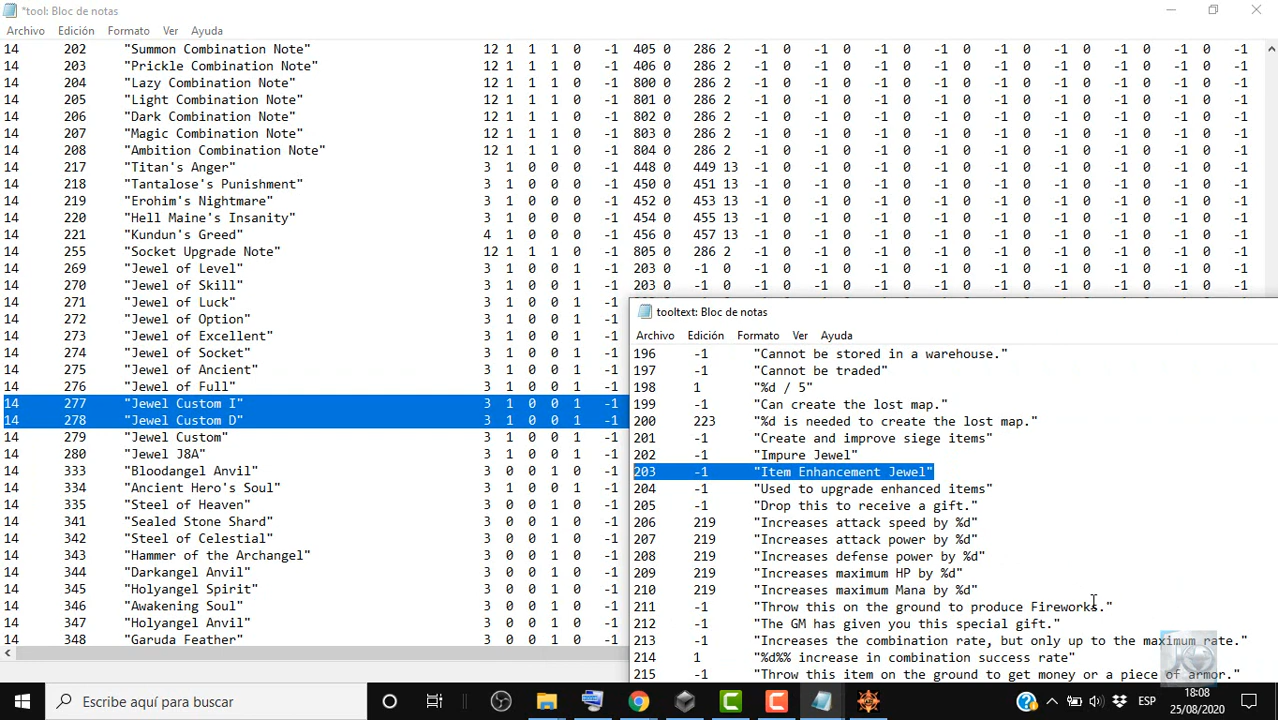 *tool: Bloc de notas
Archivo Edición Formato Ver Ayuda
14 202 "Summon Combination Note" 12 1 1 1 0 -1 405 0 286 2 -1 0 -1 0 -1 0 -1 0 -1 0 -1 0 -1 0 -1 0 -1
14 203 "Prickle Combination Note" 12 1 1 1 0 -1 406 0 286 2 -1 0 -1 0 -1 0 -1 0 -1 0 -1 0 -1 0 -1 0 -1
14 204 "Lazy Combination Note" 12 1 1 1 0 -1 800 0 286 2 -1 0 -1 0 -1 0 -1 0 -1 0 -1 0 -1 0 -1 0 -1
14 205 "Light Combination Note" 12 1 1 1 0 -1 801 0 286 2 -1 0 -1 0 -1 0 -1 0 -1 0 -1 0 -1 0 -1 0 -1
14 206 "Dark Combination Note" 12 1 1 1 0 -1 802 0 286 2 -1 0 -1 0 -1 0 -1 0 -1 0 -1 0 -1 0 -1 0 -1
14 207 "Magic Combination Note" 12 1 1 1 0 -1 803 0 286 2 -1 0 -1 0 -1 0 -1 0 -1 0 -1 0 -1 0 -1 0 -1
14 208 "Ambition Combination Note" 12 1 1 1 0 -1 804 0 286 2 -1 0 -1 0 -1 0 -1 0 -1 0 -1 0 -1 0 -1 0 -1
14 217 "Titan's Anger" 3 1 0 0 0 -1 448 0 449 13 -1 0 -1 0 -1 0 -1 0 -1 0 -1 0 -1 0 -1 0 -1
14 218 "Tantalose's Punishment" 3 1 0 0 0 -1 450 0 451 13 -1 0 -1 0 -1 0 -1 0 -1 0 -1 0 -1 0 -1 0 -1
14 219 "Erohim's Nightmare" 3 1 0 0 0 -1 452 0 453 13 -1 0 -1 0 -1 0 -1 0 -1 0 -1 0 -1 0 -1 0 -1
14 220 "Hell Maine's Insanity" 3 1 0 0 0 -1 454 0 455 13 -1 0 -1 0 -1 0 -1 0 -1 0 -1 0 -1 0 -1 0 -1
14 221 "Kundun's Greed" 4 1 0 0 0 -1 456 0 457 13 -1 0 -1 0 -1 0 -1 0 -1 0 -1 0 -1 0 -1 0 -1
14 255 "Socket Upgrade Note" 12 1 1 1 0 -1 805 0 286 2 -1 0 -1 0 -1 0 -1 0 -1 0 -1 0 -1 0 -1 0 -1
14 269 "Jewel of Level" 3 1 0 0 1 -1 203 0 -1 0 -1 0 -1 0 -1 0 -1 0 -1 0 -1 0 -1 0 -1 0 -1
14 270 "Jewel of Skill" 3 1 0 0 1 -1 203 0 -1 0 -1 0 -1 0 -1 0 -1 0 -1 0 -1 0 -1 0 -1 0 -1
14 271 "Jewel of Luck" 3 1 0 0 1 -1
14 272 "Jewel of Option" 3 1 0 0 1 -1
14 273 "Jewel of Excellent" 3 1 0 0 1 -1
14 274 "Jewel of Socket" 3 1 0 0 1 -1
14 275 "Jewel of Ancient" 3 1 0 0 1 -1
14 276 "Jewel of Full" 3 1 0 0 1 -1
14 277 "Jewel Custom I" 3 1 0 0 1 -1
14 278 "Jewel Custom D" 3 1 0 0 1 -1
14 279 "Jewel Custom" 3 1 0 0 1 -1
14 280 "Jewel J8A" 3 1 0 0 1 -1
14 333 "Bloodangel Anvil" 3 0 0 1 0 -1
14 334 "Ancient Hero's Soul" 3 1 0 1 0 -1
14 335 "Steel of Heaven" 3 0 0 1 0 -1
14 341 "Sealed Stone Shard" 3 0 0 1 0 -1
14 342 "Steel of Celestial" 3 0 0 1 0 -1
14 343 "Hammer of the Archangel" 3 0 0 1 0 -1
14 344 "Darkangel Anvil" 3 0 0 1 0 -1
14 345 "Holyangel Spirit" 3 0 0 1 0 -1
14 346 "Awakening Soul" 3 0 0 1 0 -1
14 347 "Holyangel Anvil" 3 0 0 1 0 -1
14 348 "Garuda Feather" 3 0 0 1 0 -1
tooltext: Bloc de notas
Archivo Edición Formato Ver Ayuda
196 -1 "Cannot be stored in a warehouse."
197 -1 "Cannot be traded"
198 1 "%d / 5"
199 -1 "Can create the lost map."
200 223 "%d is needed to create the lost map."
201 -1 "Create and improve siege items"
202 -1 "Impure Jewel"
203 -1 "Item Enhancement Jewel"
204 -1 "Used to upgrade enhanced items"
205 -1 "Drop this to receive a gift."
206 219 "Increases attack speed by %d"
207 219 "Increases attack power by %d"
208 219 "Increases defense power by %d"
209 219 "Increases maximum HP by %d"
210 219 "Increases maximum Mana by %d"
211 -1 "Throw this on the ground to produce Fireworks."
212 -1 "The GM has given you this special gift."
213 -1 "Increases the combination rate, but only up to the maximum rate."
214 1 "%d%% increase in combination success rate"
215 -1 "Throw this item on the ground to get money or a piece of armor."
Escribe aquí para buscar
ESP
18:08
25/08/2020